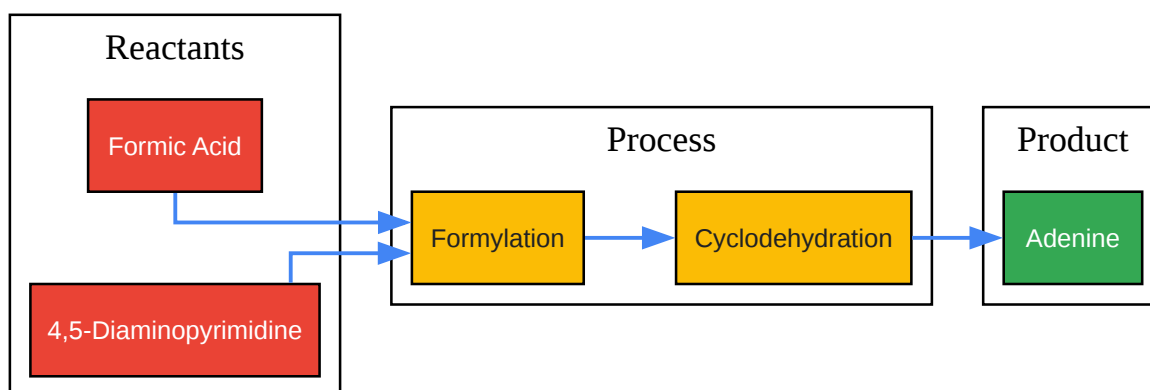 Reactants
Formic Acid
4,5-Diaminopyrimidine
Process
Formylation
Cyclodehydration
Product
Adenine